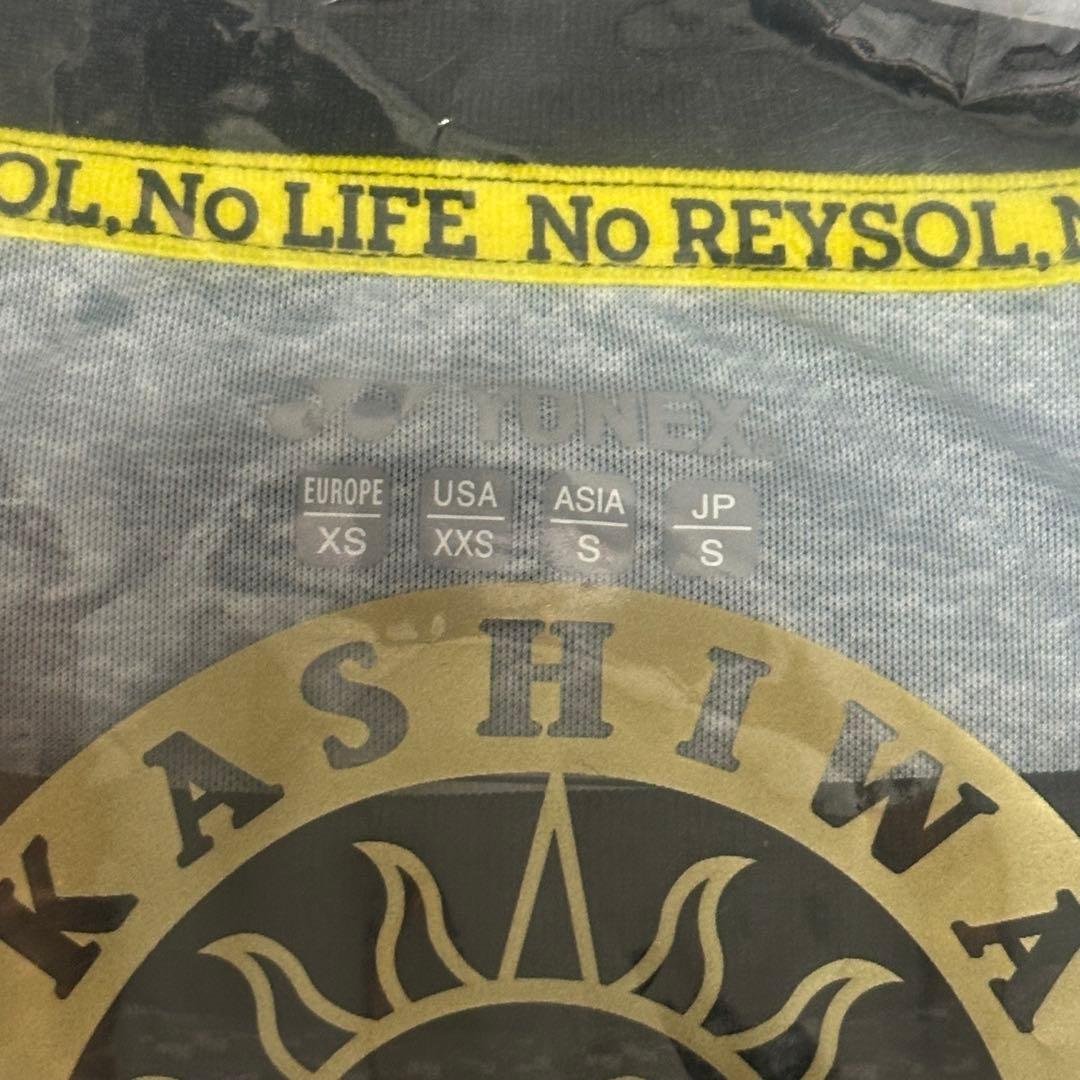 OL, No LIFE No REYSOL, N
YONEX
EUROPE USA ASIA JP
XS XXS S S
KASHIWA